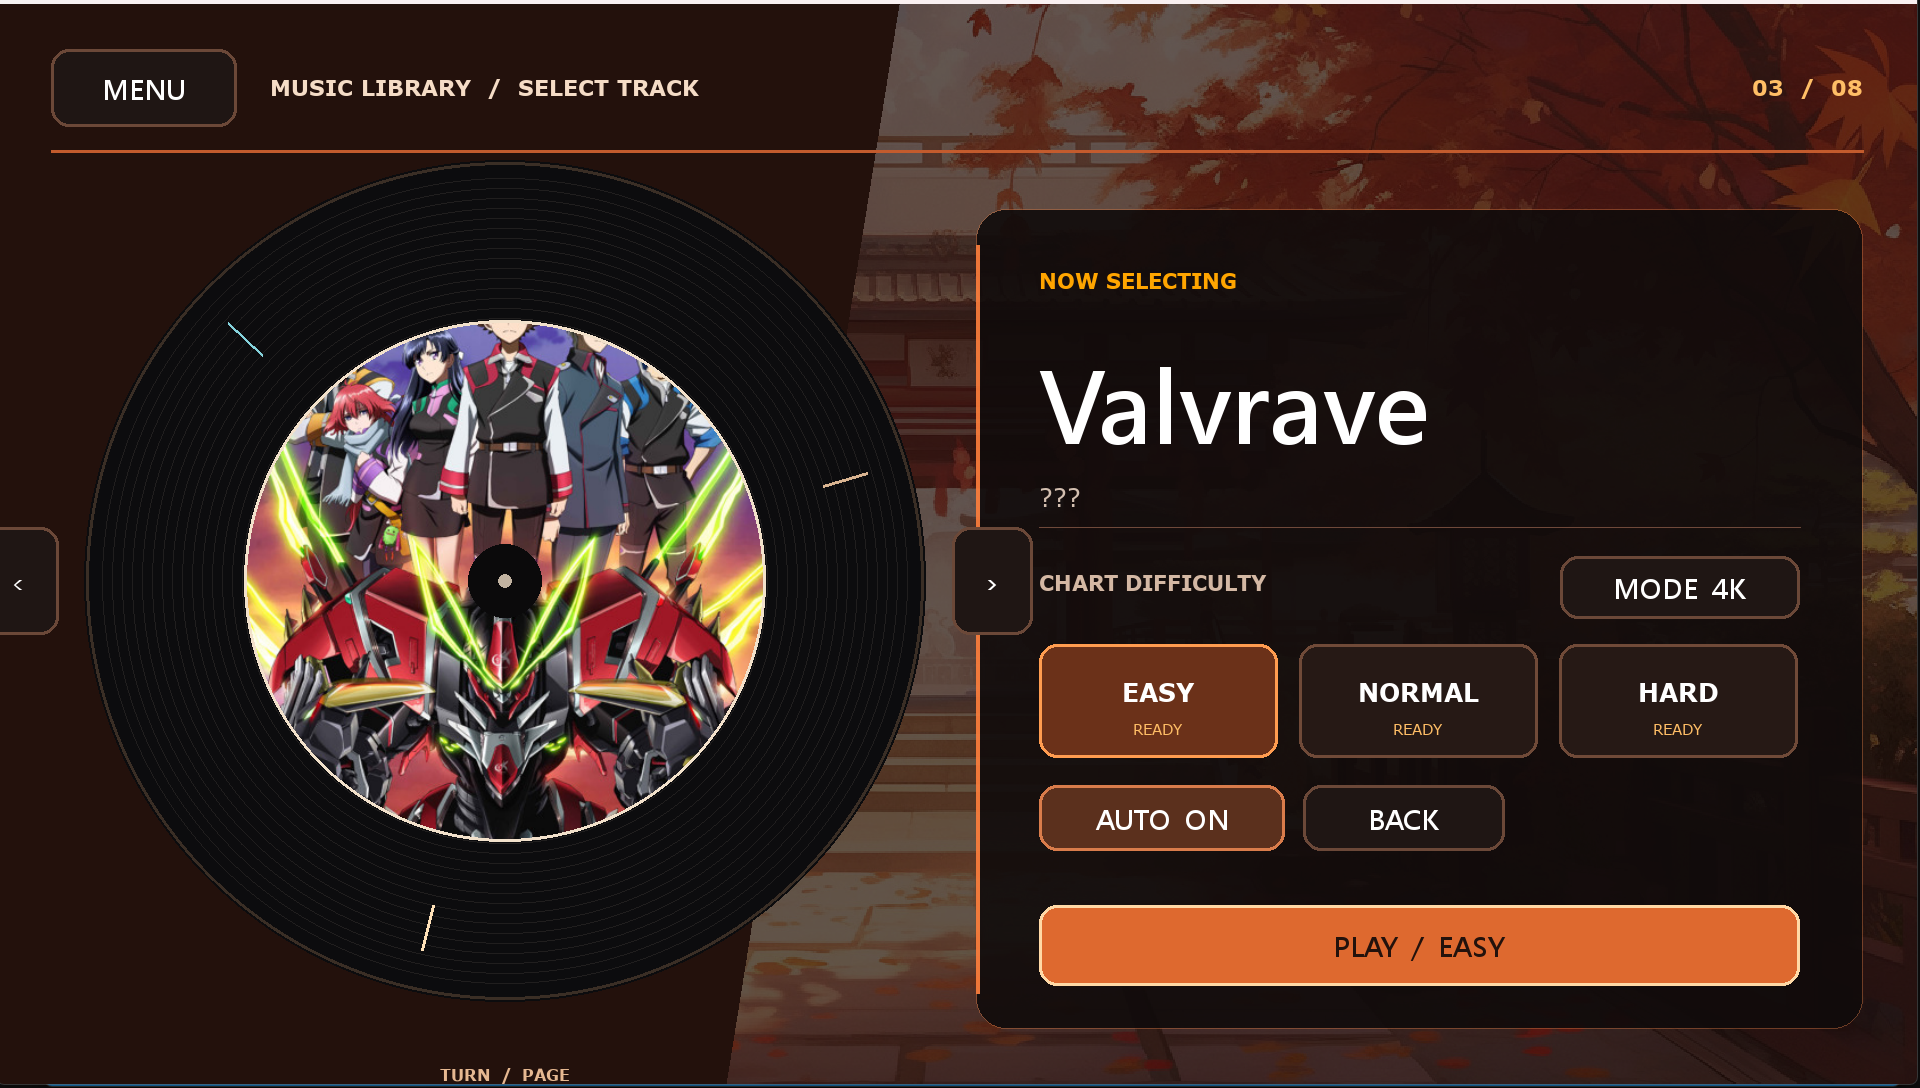 MENU
MUSIC LIBRARY / SELECT TRACK
03 / 08
NOW SELECTING
Valvrave
???
<
>
CHART DIFFICULTY
MODE 4K
EASY
READY
NORMAL
READY
HARD
READY
AUTO ON
BACK
PLAY / EASY
TURN / PAGE